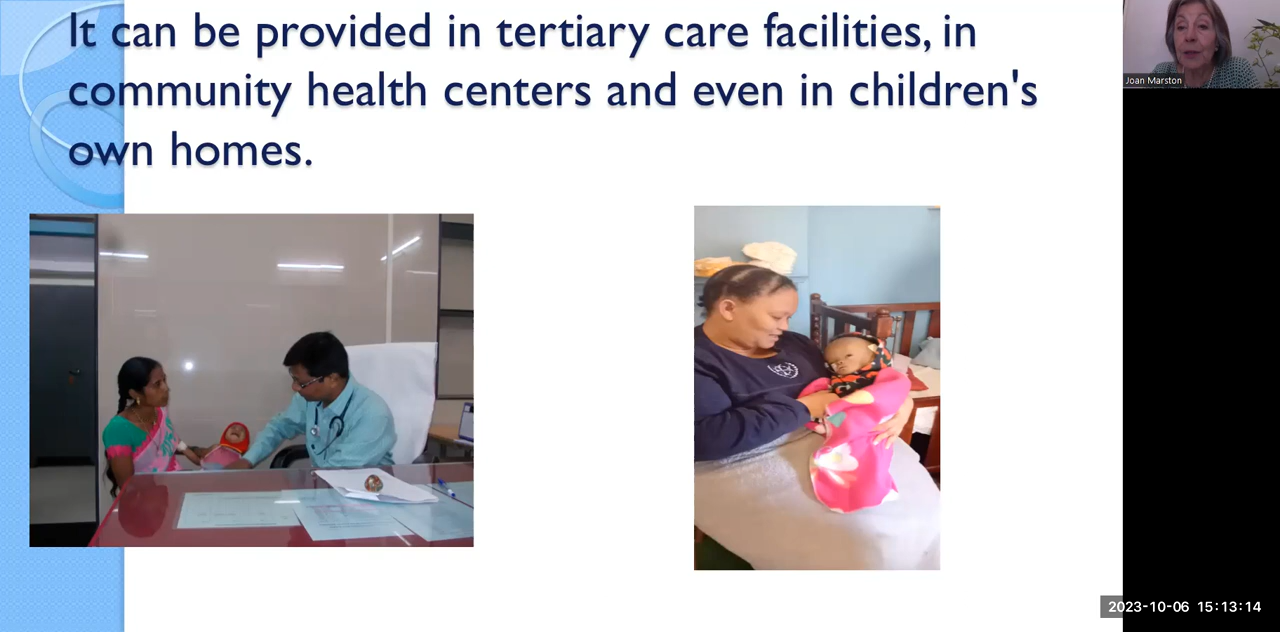 It can be provided in tertiary care facilities, in
community health centers and even in children's
own homes.
Joan Marston
2023-10-06 15:13:14